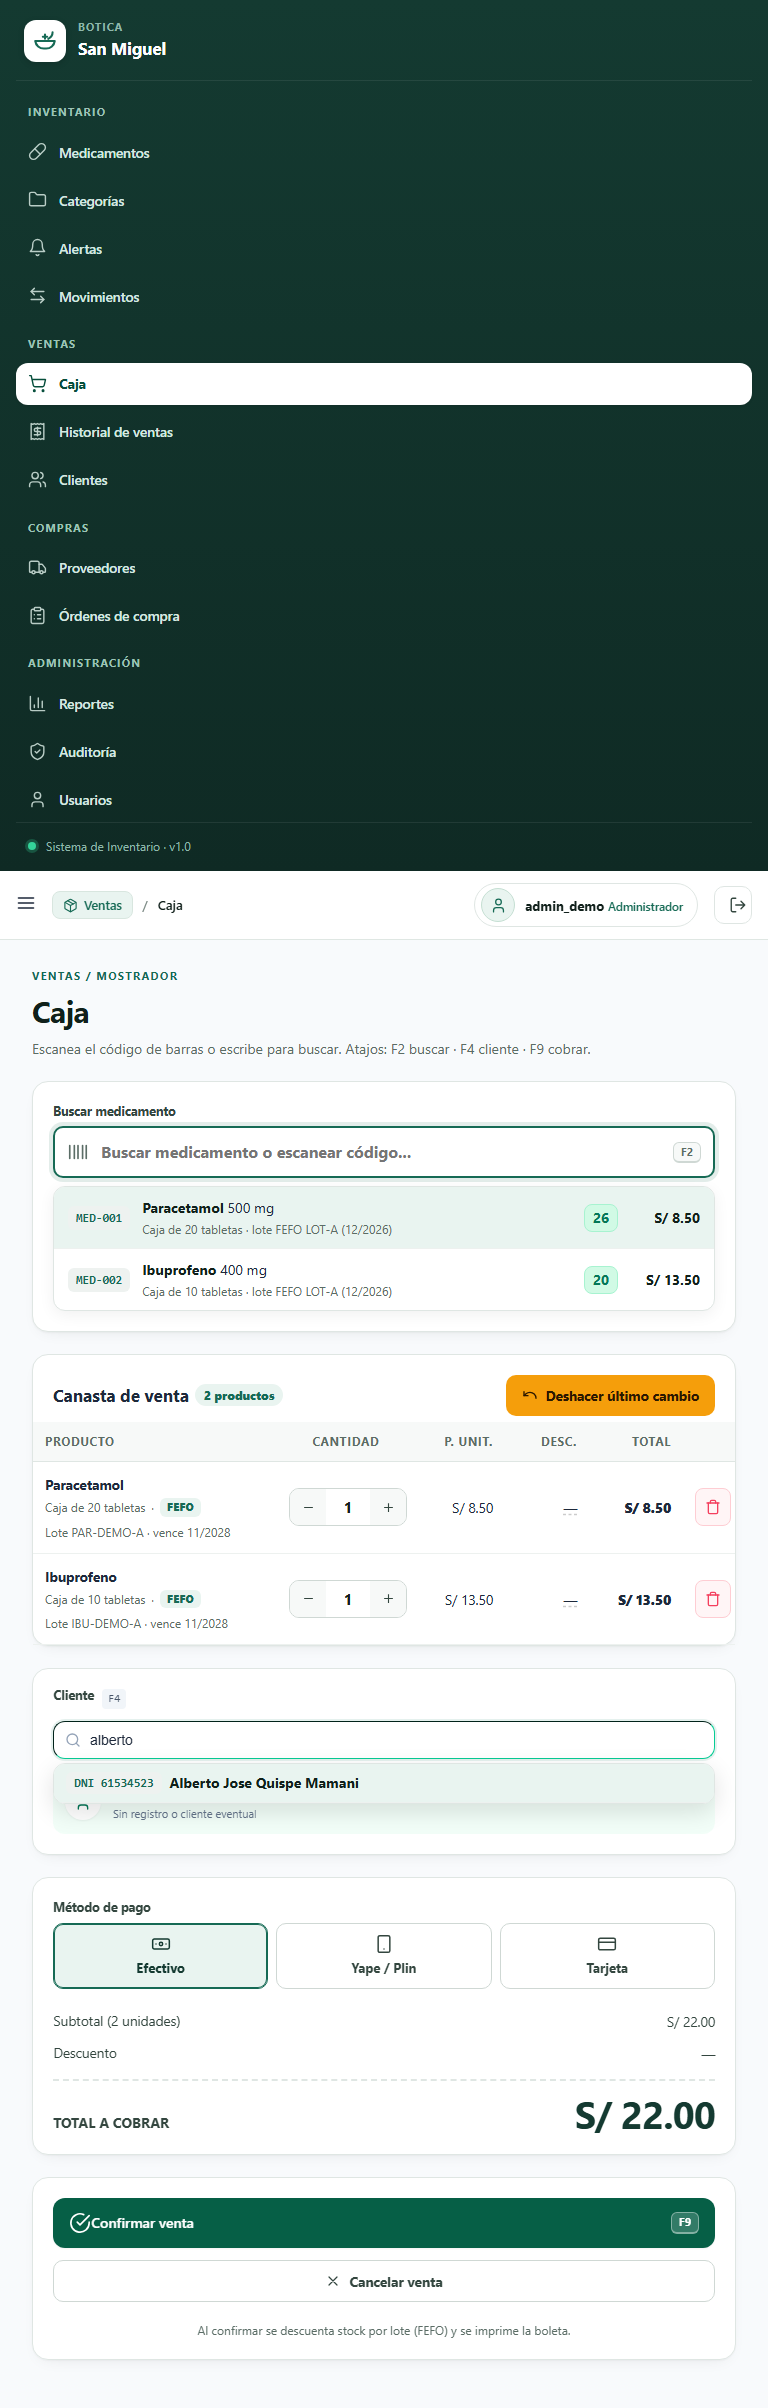 BOTICA
San Miguel
INVENTARIO
Medicamentos
Categorías
Alertas
Movimientos
VENTAS
Caja
Historial de ventas
Clientes
COMPRAS
Proveedores
Órdenes de compra
ADMINISTRACIÓN
Reportes
Auditoría
Usuarios
Sistema de Inventario · v1.0
Ventas / Caja
admin_demo Administrador
VENTAS / MOSTRADOR
Caja
Escanea el código de barras o escribe para buscar. Atajos: F2 buscar · F4 cliente · F9 cobrar.
Buscar medicamento
Buscar medicamento o escanear código... F2
MED-001 Paracetamol 500 mg 26 S/ 8.50
Caja de 20 tabletas · lote FEFO LOT-A (12/2026)
MED-002 Ibuprofeno 400 mg 20 S/ 13.50
Caja de 10 tabletas · lote FEFO LOT-A (12/2026)
Canasta de venta 2 productos Deshacer último cambio
PRODUCTO CANTIDAD P. UNIT. DESC. TOTAL
Paracetamol
Caja de 20 tabletas · FEFO − 1 + S/ 8.50 — S/ 8.50
Lote PAR-DEMO-A · vence 11/2028
Ibuprofeno
Caja de 10 tabletas · FEFO − 1 + S/ 13.50 — S/ 13.50
Lote IBU-DEMO-A · vence 11/2028
Cliente F4
alberto
DNI 61534523 Alberto Jose Quispe Mamani
Sin registro o cliente eventual
Método de pago
Efectivo Yape / Plin Tarjeta
Subtotal (2 unidades) S/ 22.00
Descuento —
TOTAL A COBRAR S/ 22.00
Confirmar venta F9
Cancelar venta
Al confirmar se descuenta stock por lote (FEFO) y se imprime la boleta.